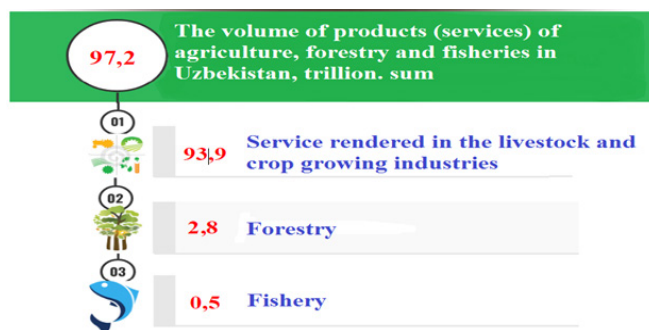 97,2
The volume of products (services) of
agriculture, forestry and fisheries in
Uzbekistan, trillion. sum
01
93,9
Service rendered in the livestock and
crop growing industries
02
2,8
Forestry
03
0,5
Fishery